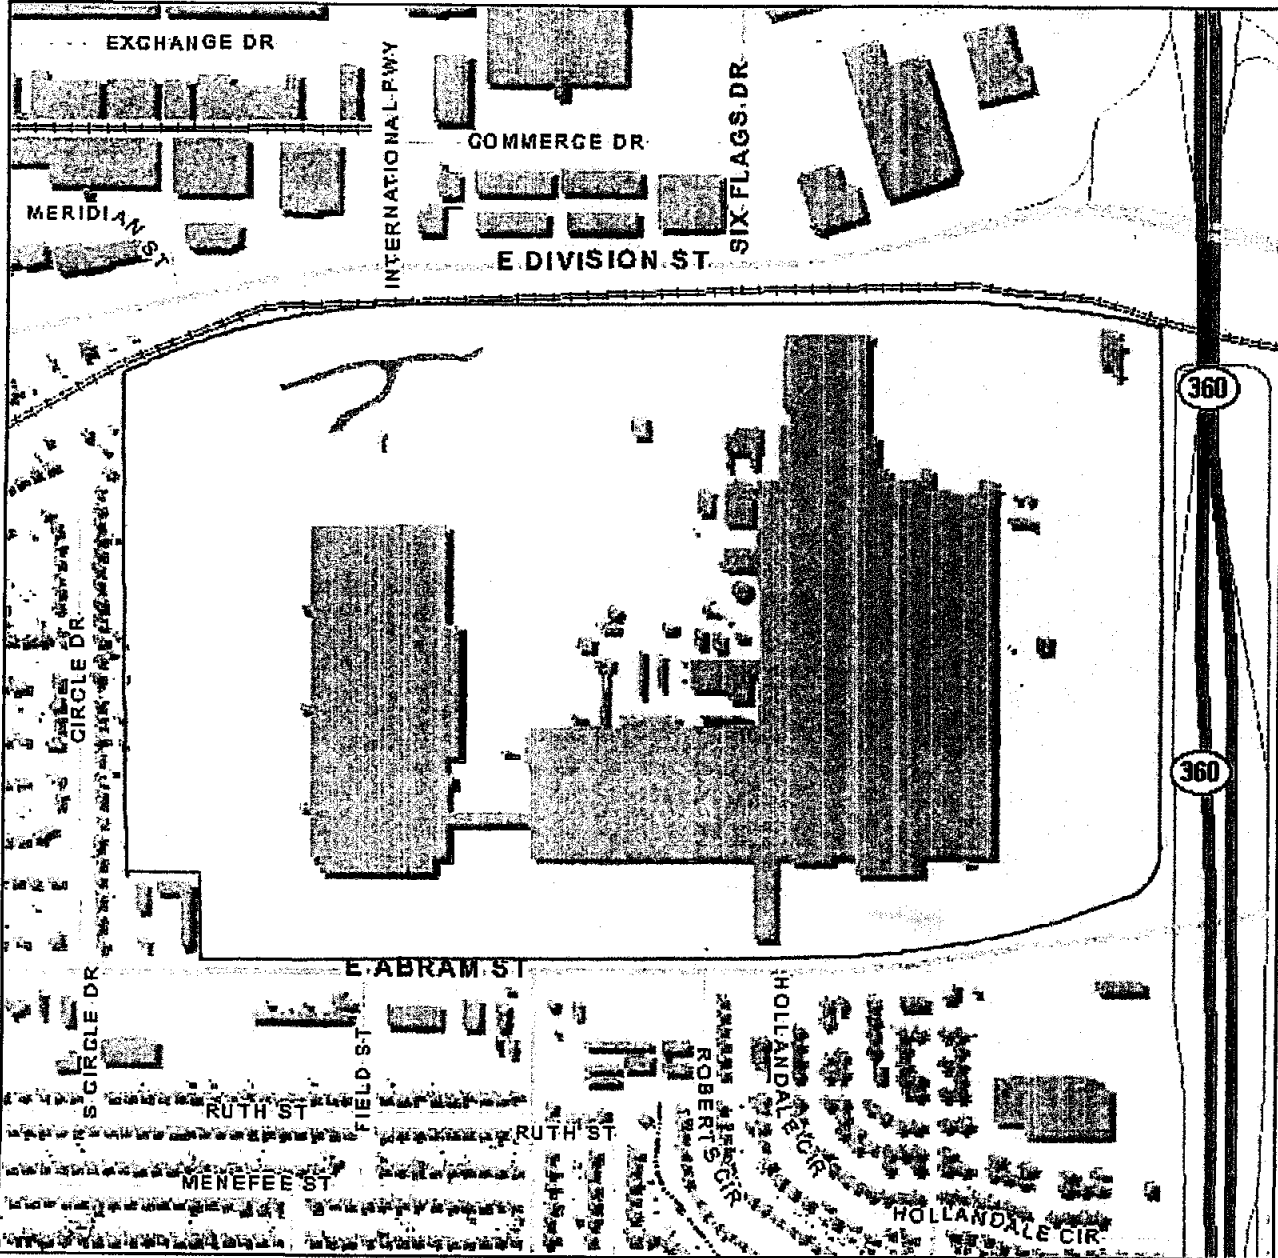 EXCHANGE DR
INTERNATIONAL PWY
SIX FLAGS DR
COMMERCE DR
MERIDIAN ST
E DIVISION ST
360
CIRCLE DR
360
E ABRAM ST
S CIRCLE DR
FIELD ST
HOLLANDALE CIR
ROBERTS CIR
RUTH ST
RUTH ST
MENEFEE ST
HOLLANDALE CIR